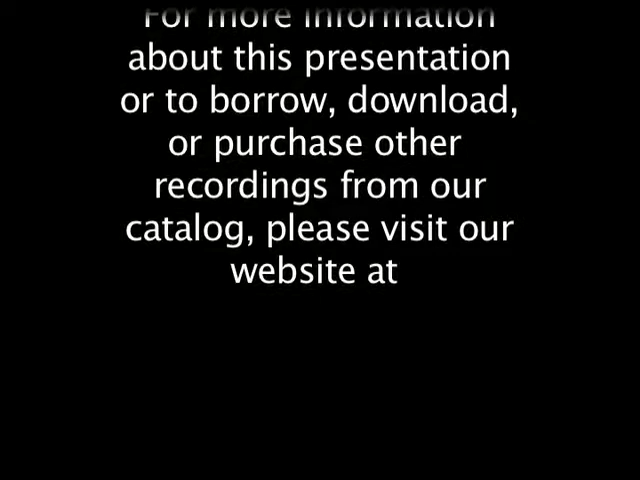 For more information
about this presentation
or to borrow, download,
or purchase other
recordings from our
catalog, please visit our
website at